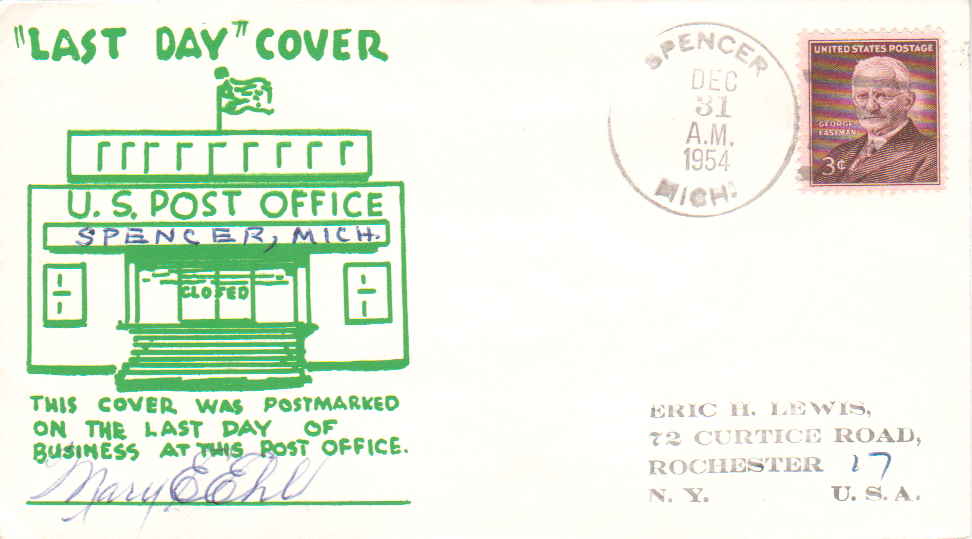 "LAST DAY" COVER
U.S. POST OFFICE
SPENCER, MICH.
CLOSED
THIS COVER WAS POSTMARKED
ON THE LAST DAY OF
BUSINESS AT THIS POST OFFICE.
Mary E Ehl
SPENCER
DEC
31
A.M.
1954
MICH.
UNITED STATES POSTAGE
GEORGE
EASTMAN
3¢
ERIC H. LEWIS,
72 CURTICE ROAD,
ROCHESTER 17
N. Y. U. S. A.